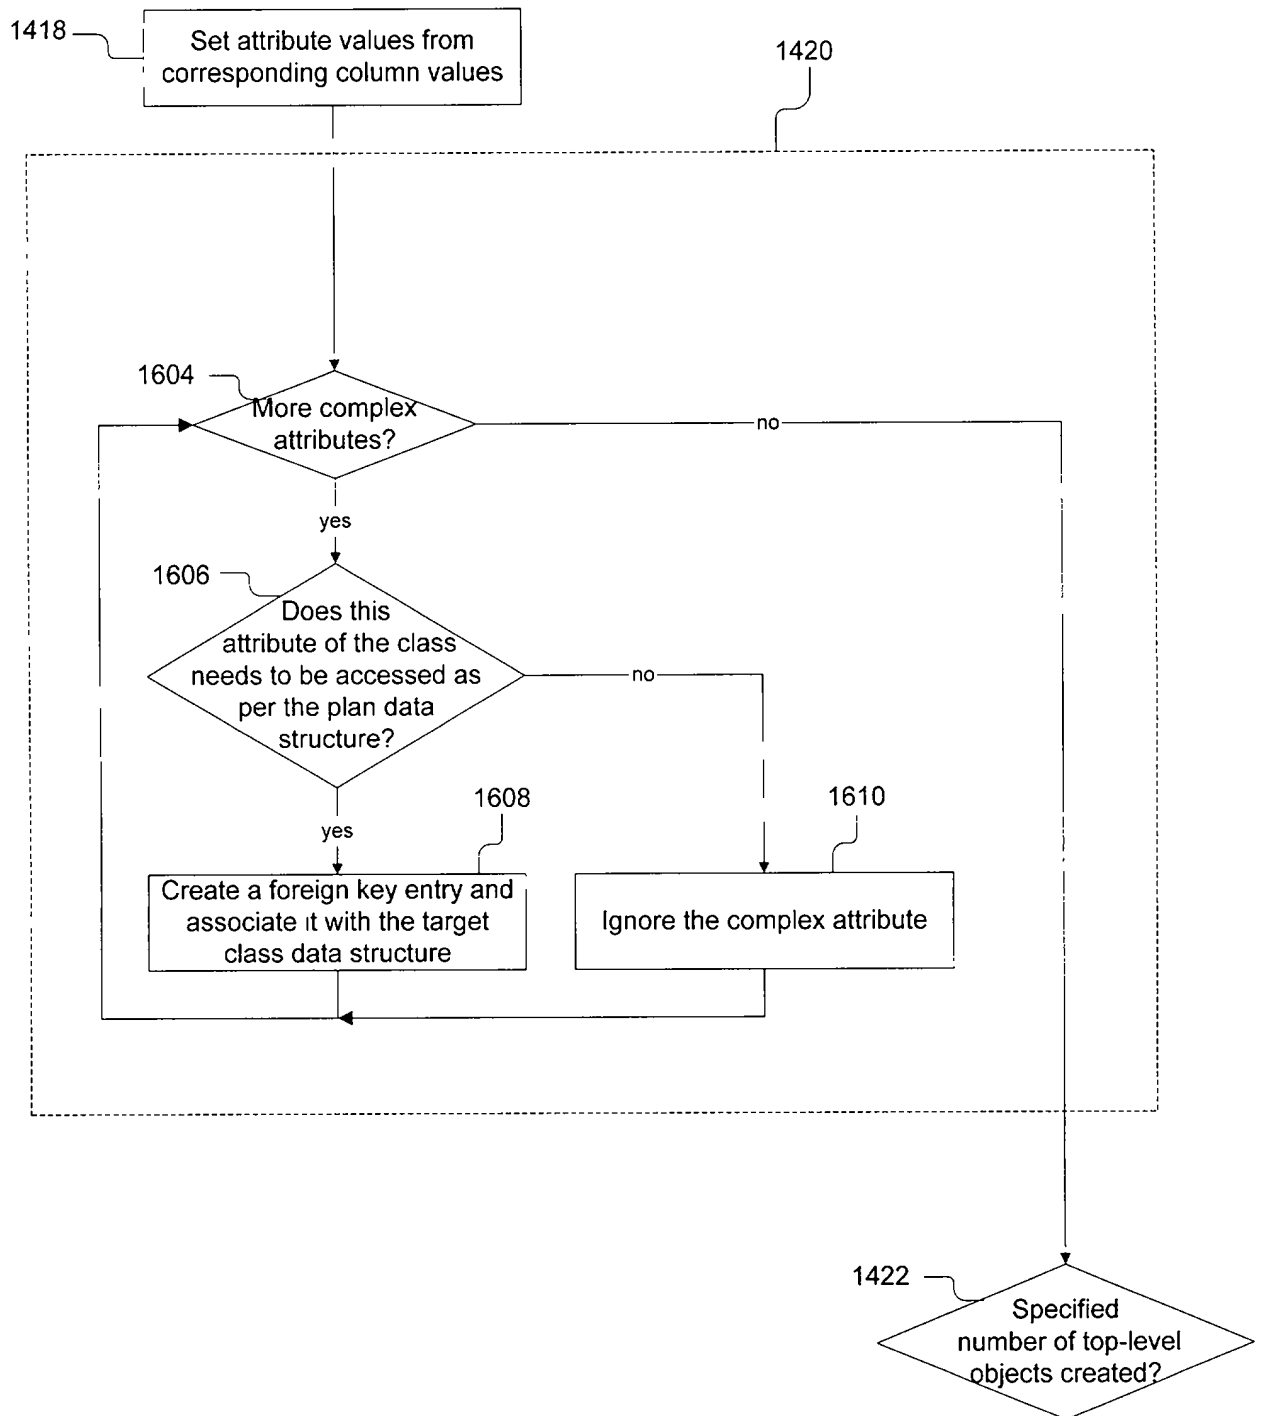 1418
Set attribute values from
corresponding column values
1420
1604
More complex
attributes?
no
yes
1606
Does this
attribute of the class
needs to be accessed as
per the plan data
structure?
no
yes
1608
1610
Create a foreign key entry and
associate it with the target
class data structure
Ignore the complex attribute
1422
Specified
number of top-level
objects created?